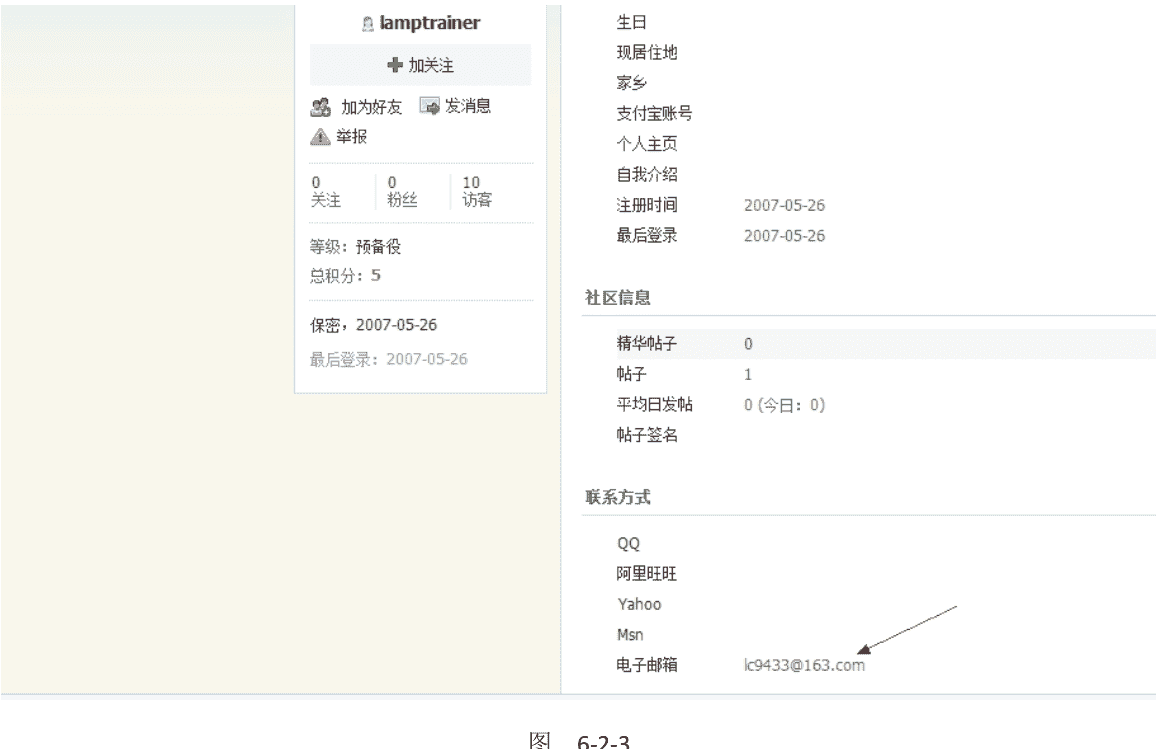 lamptrainer
加关注
加为好友 发消息
举报
0 0 10
关注 粉丝 访客
等级：预备役
总积分：5
保密，2007-05-26
最后登录：2007-05-26
生日
现居住地
家乡
支付宝账号
个人主页
自我介绍
注册时间 2007-05-26
最后登录 2007-05-26
社区信息
精华帖子 0
帖子 1
平均日发帖 0 (今日：0)
帖子签名
联系方式
QQ
阿里旺旺
Yahoo
Msn
电子邮箱 lc9433@163.com
图 6-2-3